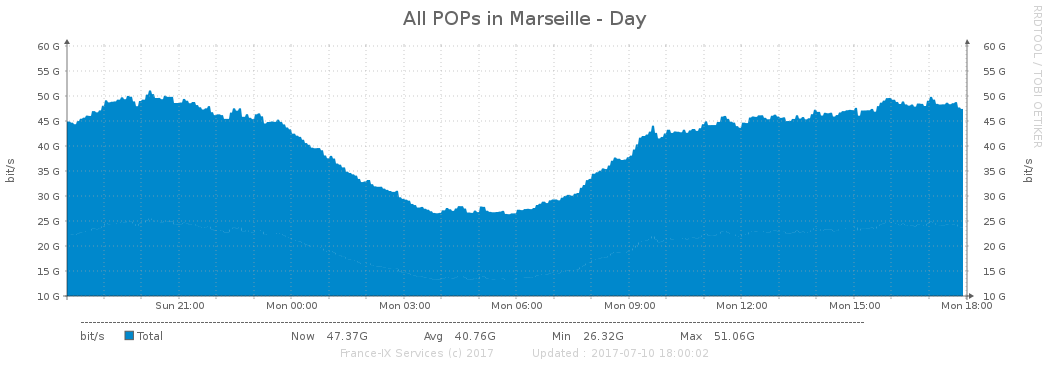 All POPs in Marseille - Day
RRDTOOL / TOBI OETIKER
60 G 60 G
55 G 55 G
50 G 50 G
45 G 45 G
40 G 40 G
35 G 35 G
30 G 30 G
25 G 25 G
20 G 20 G
15 G 15 G
10 G 10 G
bit/s
bit/s
Sun 21:00 Mon 00:00 Mon 03:00 Mon 06:00 Mon 09:00 Mon 12:00 Mon 15:00 Mon 18:00
bit/s Total Now 47.37G Avg 40.76G Min 26.32G Max 51.06G
France-IX Services (c) 2017 Updated : 2017-07-10 18:00:02